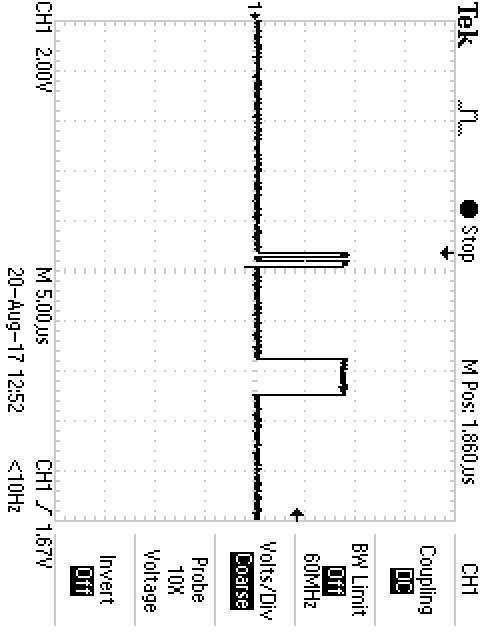 Tek
Stop
M Pos: 1.860µs
CH1
Coupling
DC
BW Limit
Off
60MHz
Volts/Div
Coarse
Probe
10X
Voltage
Invert
Off
1
CH1 2.00V
M 5.00µs
CH1 / 1.67V
20-Aug-17 12:52
<10Hz